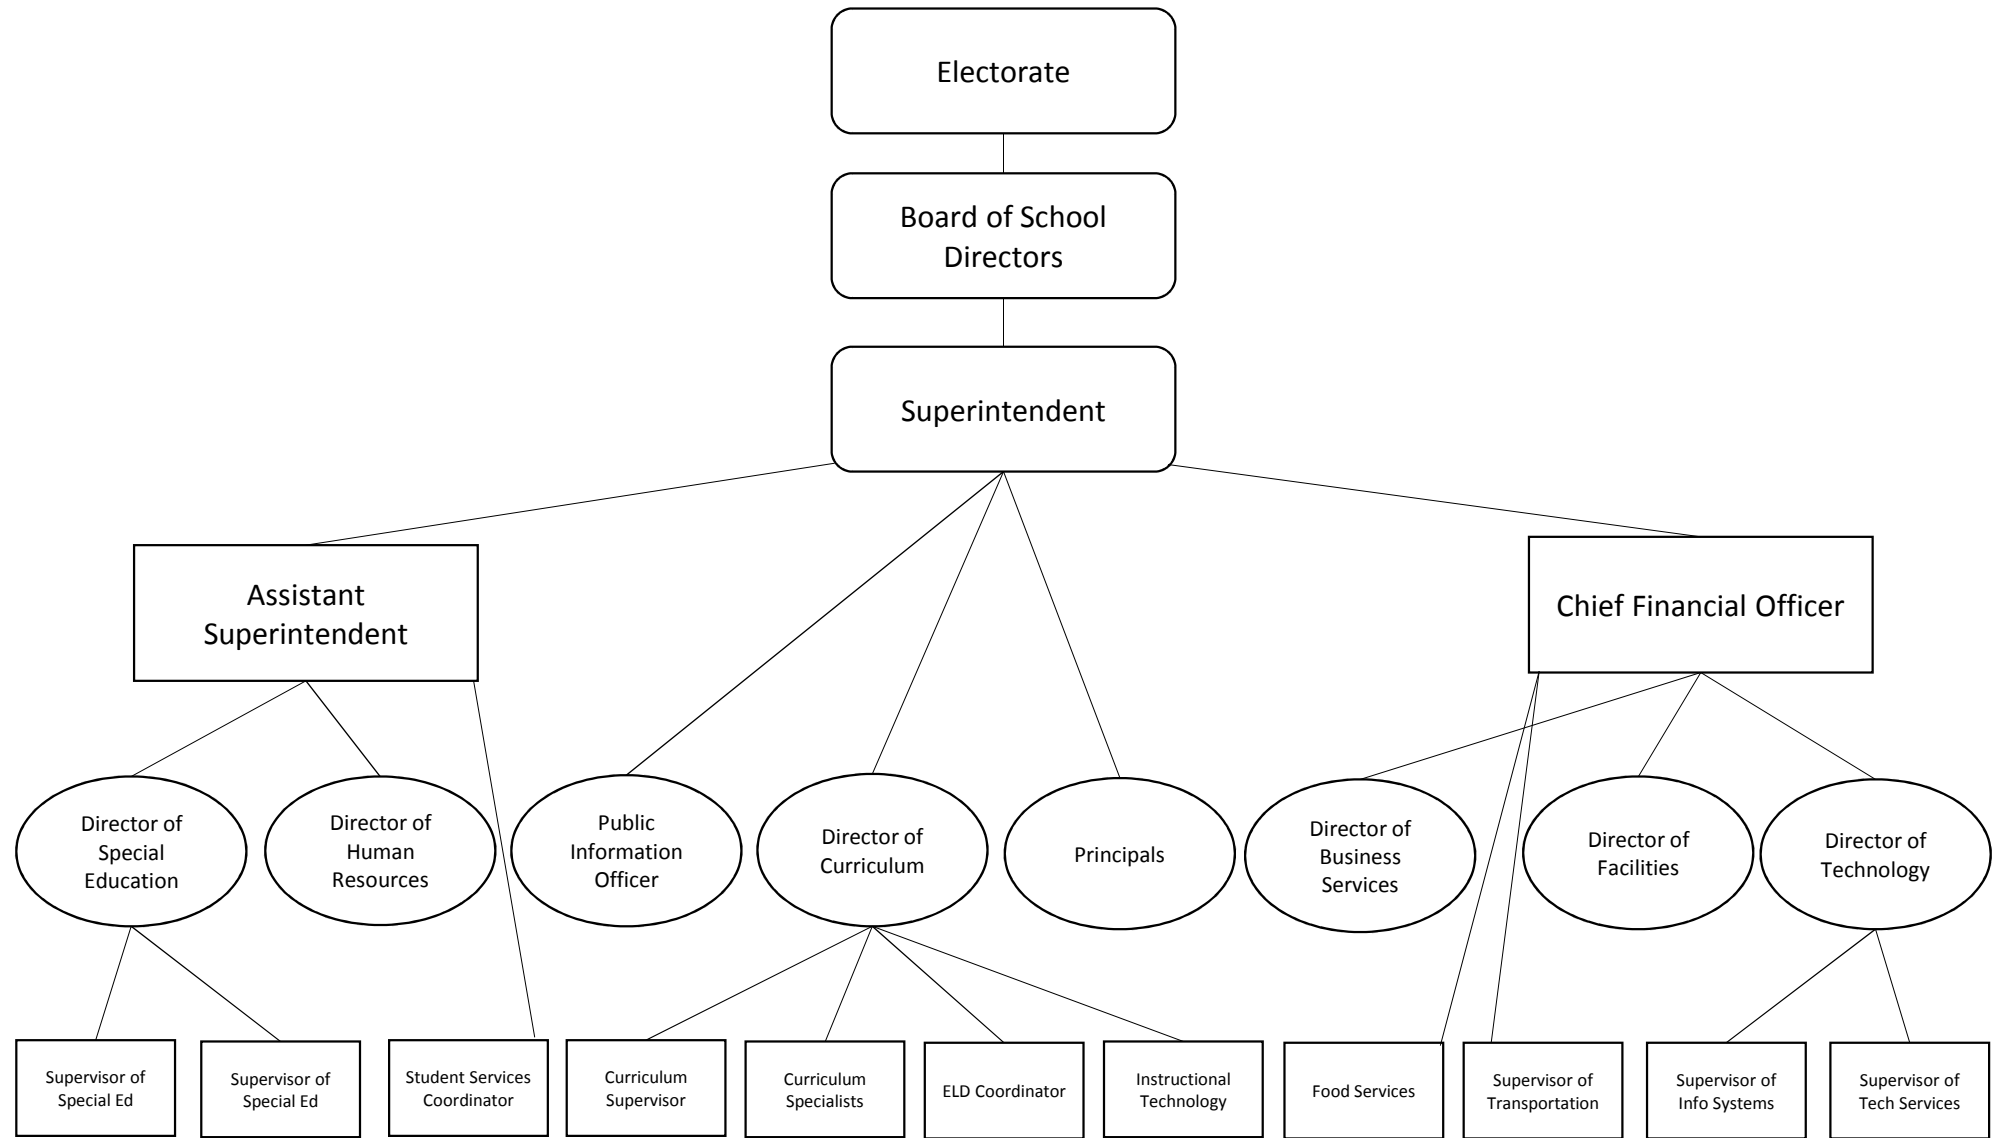 Electorate
Board of School
Directors
Superintendent
Assistant
Superintendent
Chief Financial Officer
Director of
Special
Education
Director of
Human
Resources
Public
Information
Officer
Director of
Curriculum
Principals
Director of
Business
Services
Director of
Facilities
Director of
Technology
Supervisor of
Special Ed
Supervisor of
Special Ed
Student Services
Coordinator
Curriculum
Supervisor
Curriculum
Specialists
ELD Coordinator
Instructional
Technology
Food Services
Supervisor of
Transportation
Supervisor of
Info Systems
Supervisor of
Tech Services